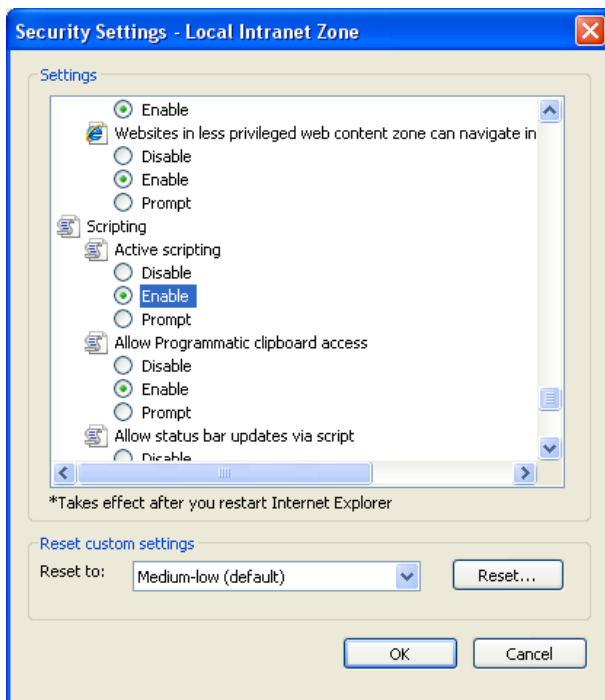 Security Settings - Local Intranet Zone
Settings
Enable
Websites in less privileged web content zone can navigate in
Disable
Enable
Prompt
Scripting
Active scripting
Disable
Enable
Prompt
Allow Programmatic clipboard access
Disable
Enable
Prompt
Allow status bar updates via script
Disable
*Takes effect after you restart Internet Explorer
Reset custom settings
Reset to: Medium-low (default) Reset...
OK Cancel